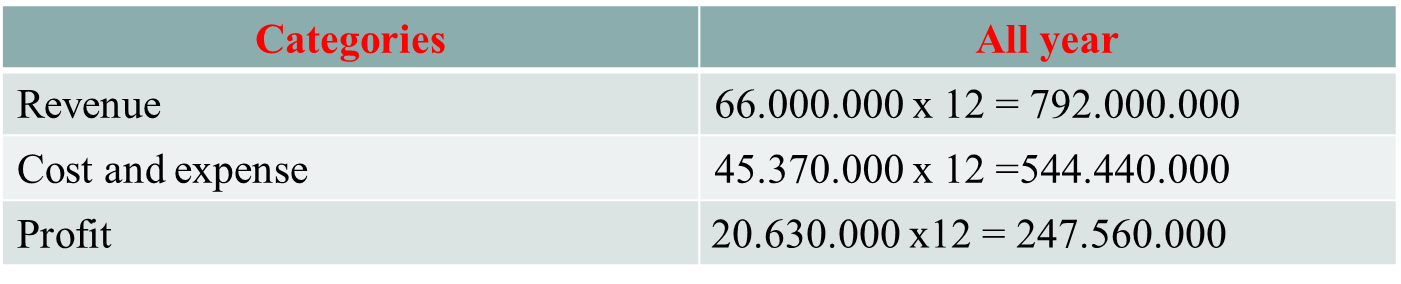 Categories All year
Revenue 66.000.000 x 12 = 792.000.000
Cost and expense 45.370.000 x 12 =544.440.000
Profit 20.630.000 x12 = 247.560.000